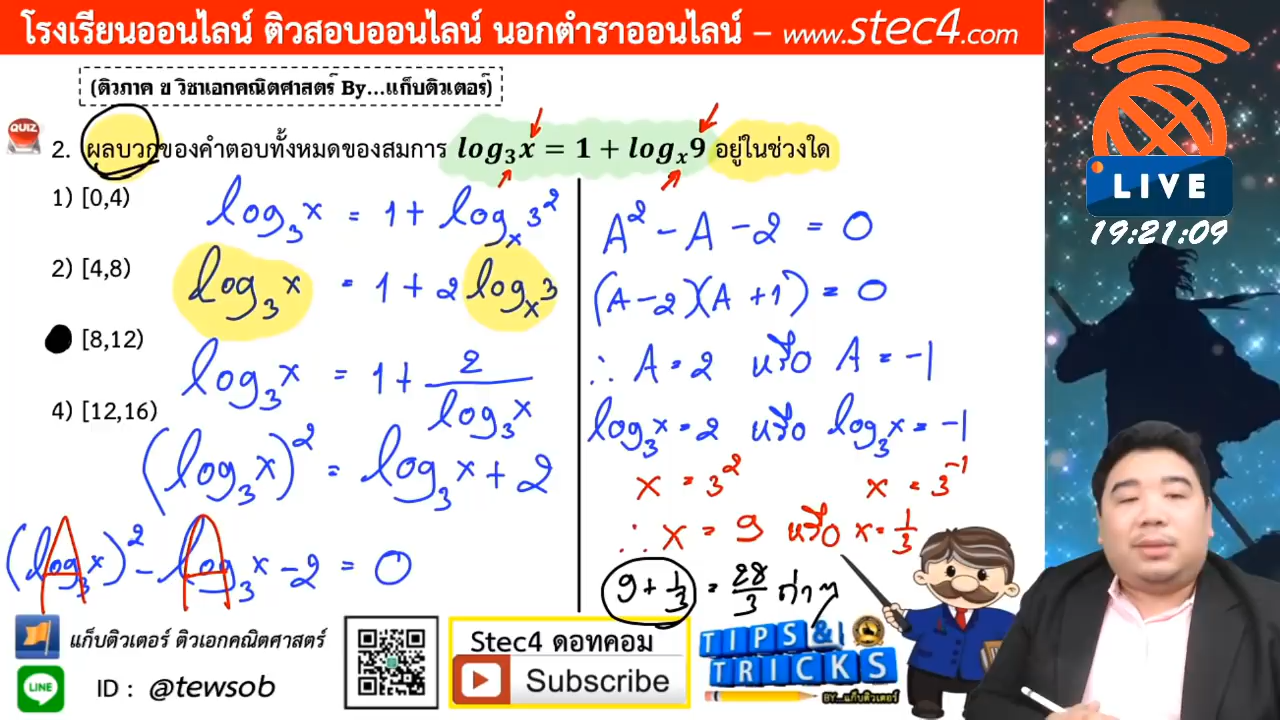 โรงเรียนออนไลน์ ติวสอบออนไลน์ นอกตำราออนไลน์ – www.stec4.com
(ติวภาค ข วิชาเอกคณิตศาสตร์ By...แก็บติวเตอร์)
QUIZ
2. ผลบวกของคำตอบทั้งหมดของสมการ log₃x = 1 + logₓ9 อยู่ในช่วงใด
1) [0,4)
2) [4,8)
[8,12)
4) [12,16)
log₃x = 1 + logₓ3²
log₃x = 1 + 2 logₓ3
log₃x = 1 + 2/log₃x
(log₃x)² = log₃x + 2
(log₃x)² - log₃x - 2 = 0
A A
A² - A - 2 = 0
(A - 2)(A + 1) = 0
∴ A = 2 หรือ A = -1
log₃x = 2 หรือ log₃x = -1
x = 3² x = 3⁻¹
∴ x = 9 หรือ x = 1/3
9 + 1/3 = 28/3
LIVE
19:21:09
แก็บติวเตอร์ ติวเอกคณิตศาสตร์
LINE
ID : @tewsob
Stec4 ดอทคอม
Subscribe
TIPS &
TRICKS
BY...แก็บติวเตอร์